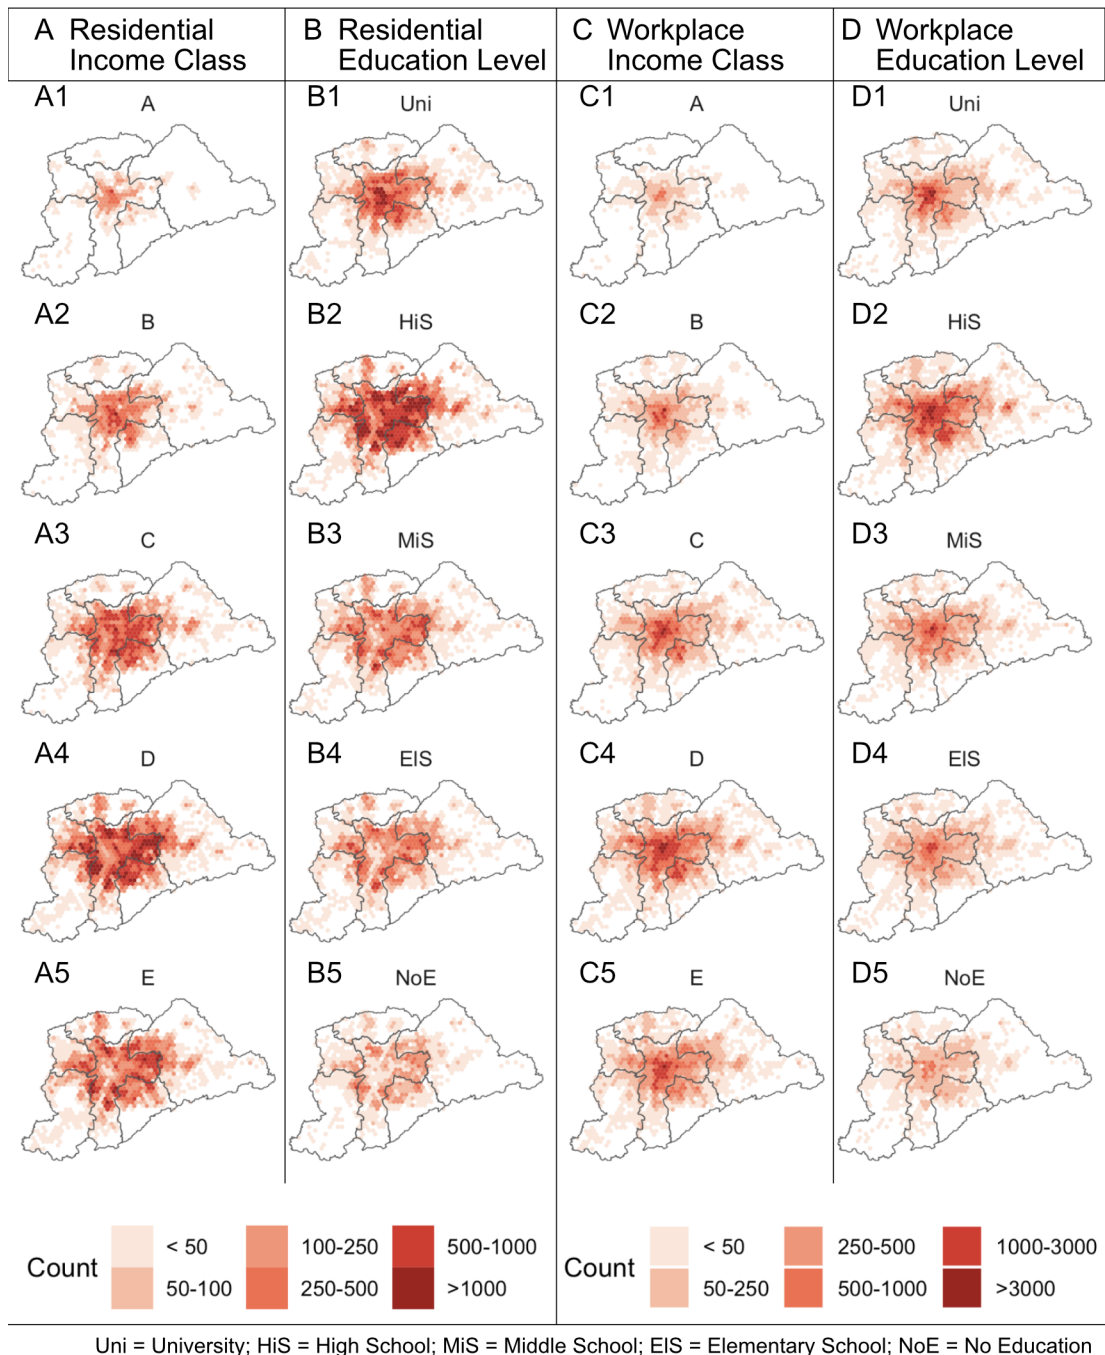 A Residential Income Class
B Residential Education Level
C Workplace Income Class
D Workplace Education Level
A1 A
B1 Uni
C1 A
D1 Uni
A2 B
B2 HiS
C2 B
D2 HiS
A3 C
B3 MiS
C3 C
D3 MiS
A4 D
B4 ElS
C4 D
D4 ElS
A5 E
B5 NoE
C5 E
D5 NoE
Count
< 50
50-100
100-250
250-500
500-1000
>1000
Count
< 50
50-250
250-500
500-1000
1000-3000
>3000
Uni = University; HiS = High School; MiS = Middle School; ElS = Elementary School; NoE = No Education